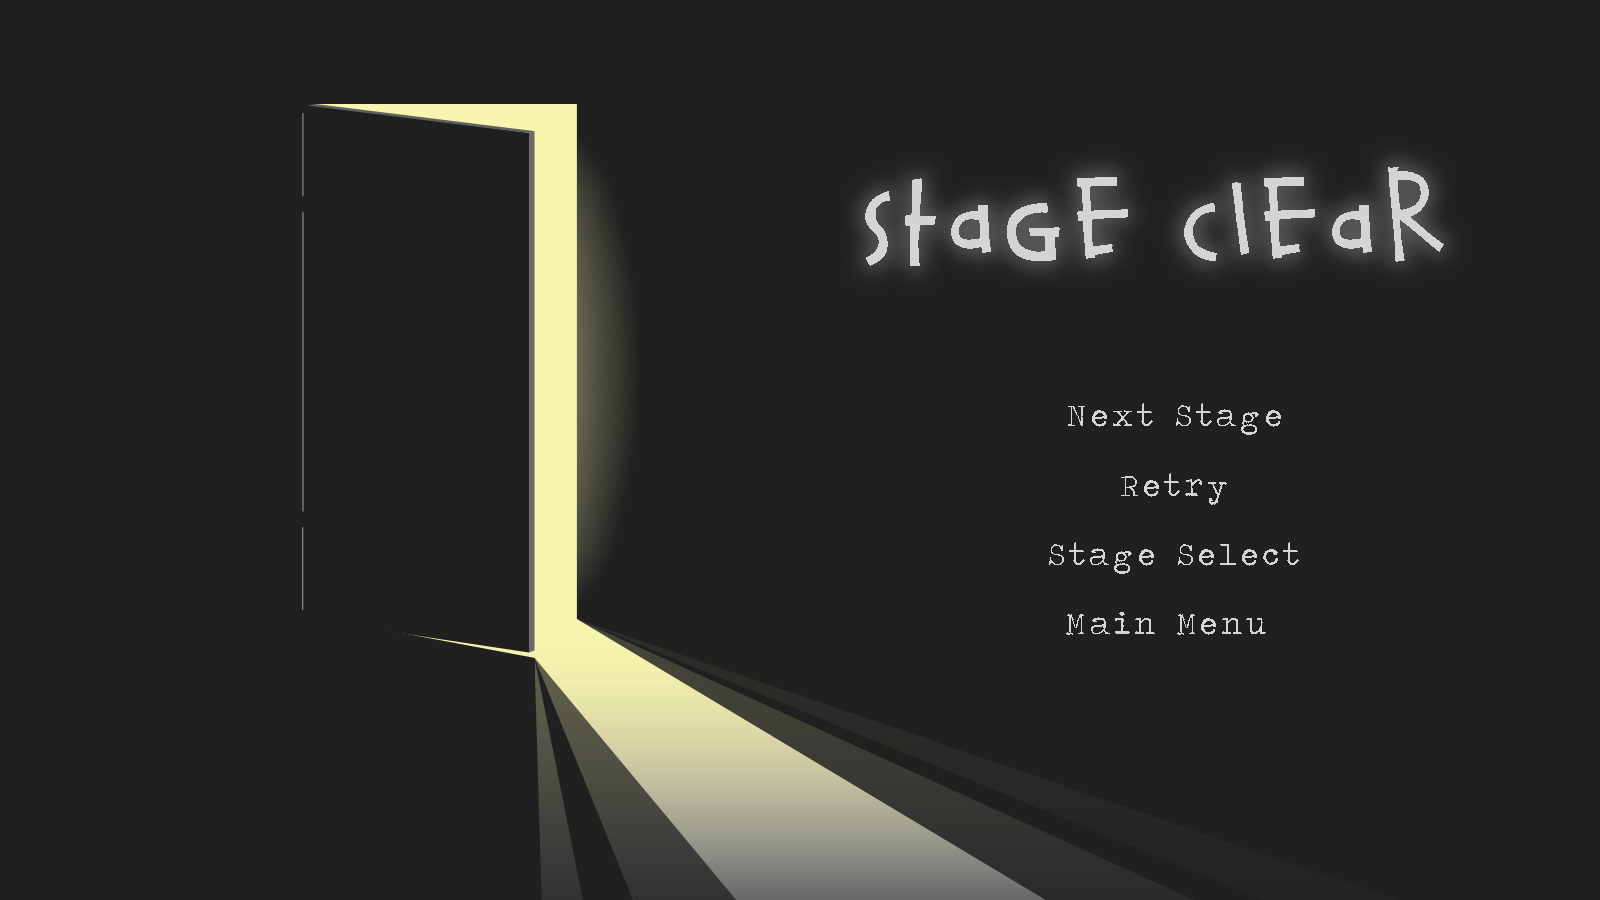 staGE clEaR
Next Stage
Retry
Stage Select
Main Menu